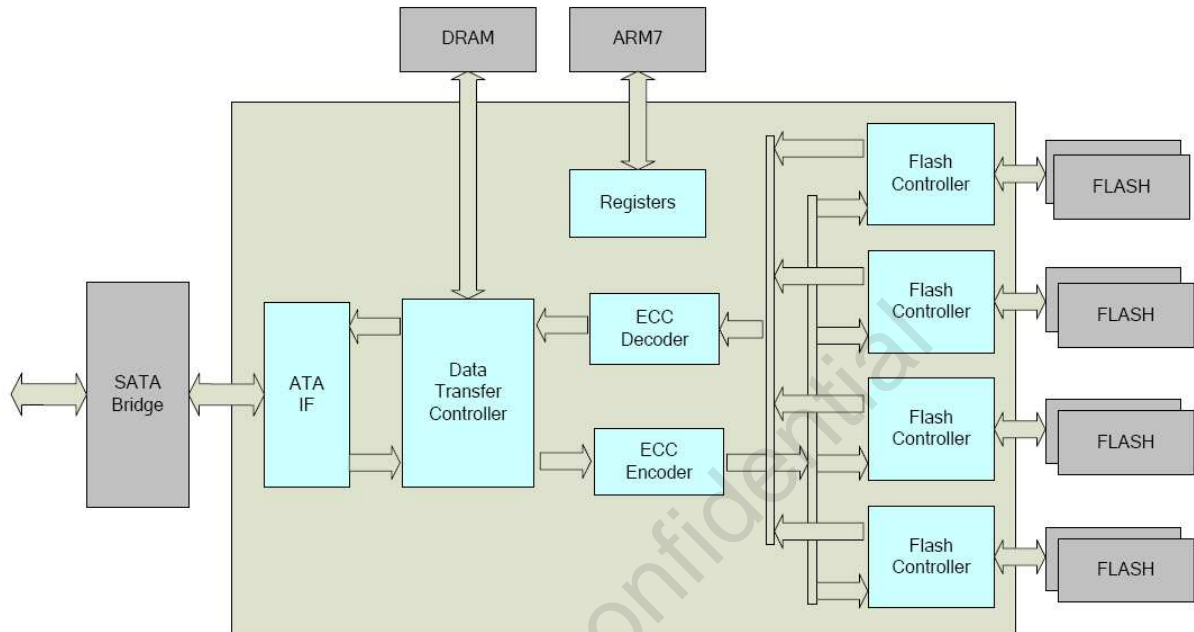 DRAM
ARM7
Flash
Controller
FLASH
Registers
Flash
Controller
FLASH
SATA
Bridge
ATA
IF
Data
Transfer
Controller
ECC
Decoder
ECC
Encoder
Flash
Controller
FLASH
Flash
Controller
FLASH